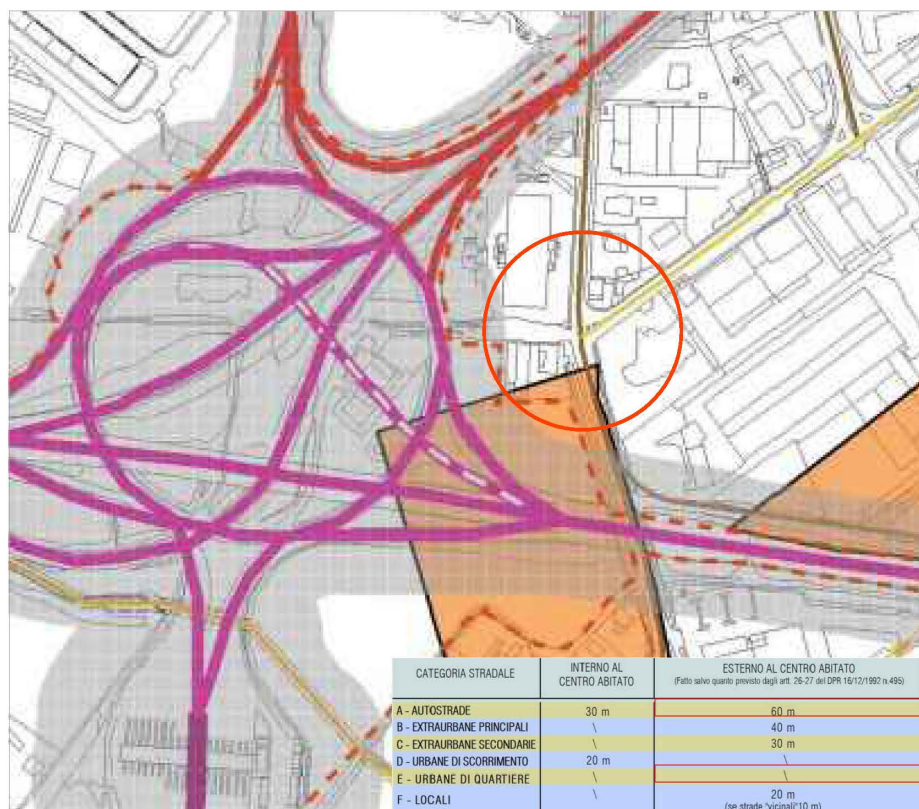 CATEGORIA STRADALE
INTERNO AL
CENTRO ABITATO
ESTERNO AL CENTRO ABITATO
(Fatto salvo quanto previsto dagli artt. 26-27 del DPR 16/12/1992 n.495)
A - AUTOSTRADE 30 m 60 m
B - EXTRAURBANE PRINCIPALI \ 40 m
C - EXTRAURBANE SECONDARIE \ 30 m
D - URBANE DI SCORRIMENTO 20 m \
E - URBANE DI QUARTIERE \ \
F - LOCALI \ 20 m
(se strade "vicinali" 10 m)